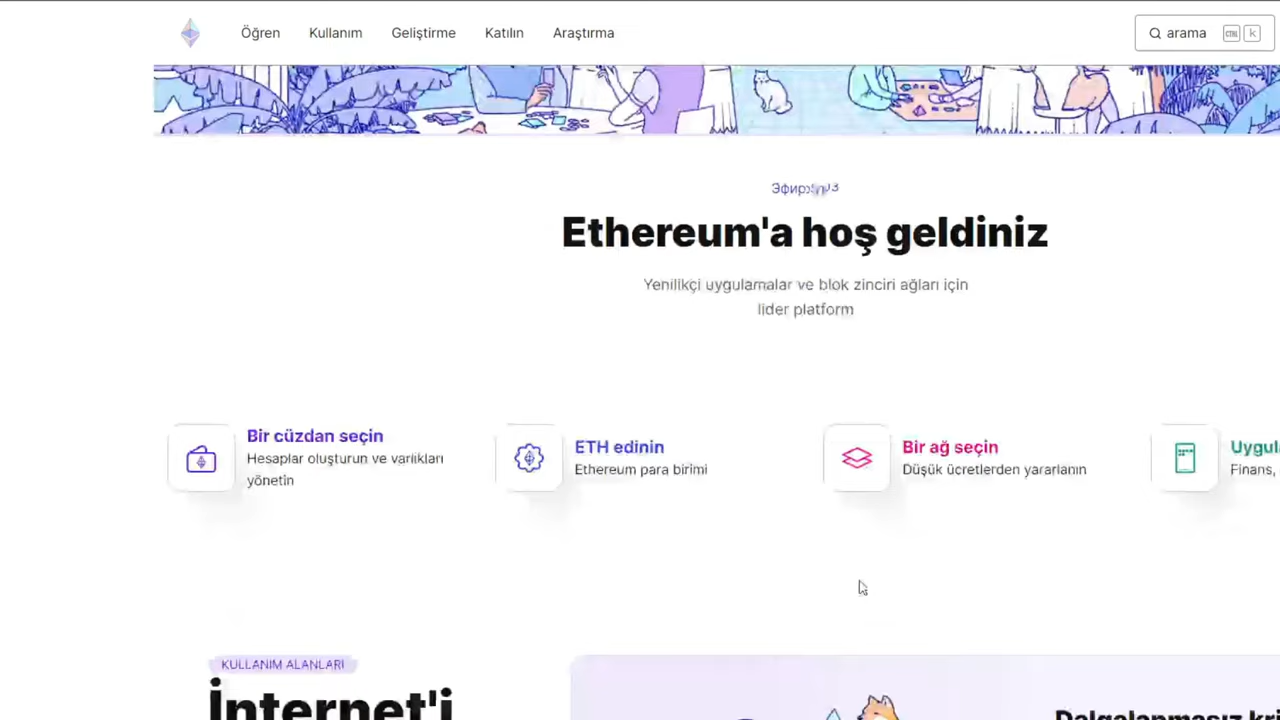 Öğren Kullanım Geliştirme Katılın Araştırma
arama CTRL k
Ethereum'a hoş geldiniz
Yenilikçi uygulamalar ve blok zinciri ağları için
lider platform
Bir cüzdan seçin
Hesaplar oluşturun ve varlıkları
yönetin
ETH edinin
Ethereum para birimi
Bir ağ seçin
Düşük ücretlerden yararlanın
Finans,
KULLANIM ALANLARI
İnternet'i